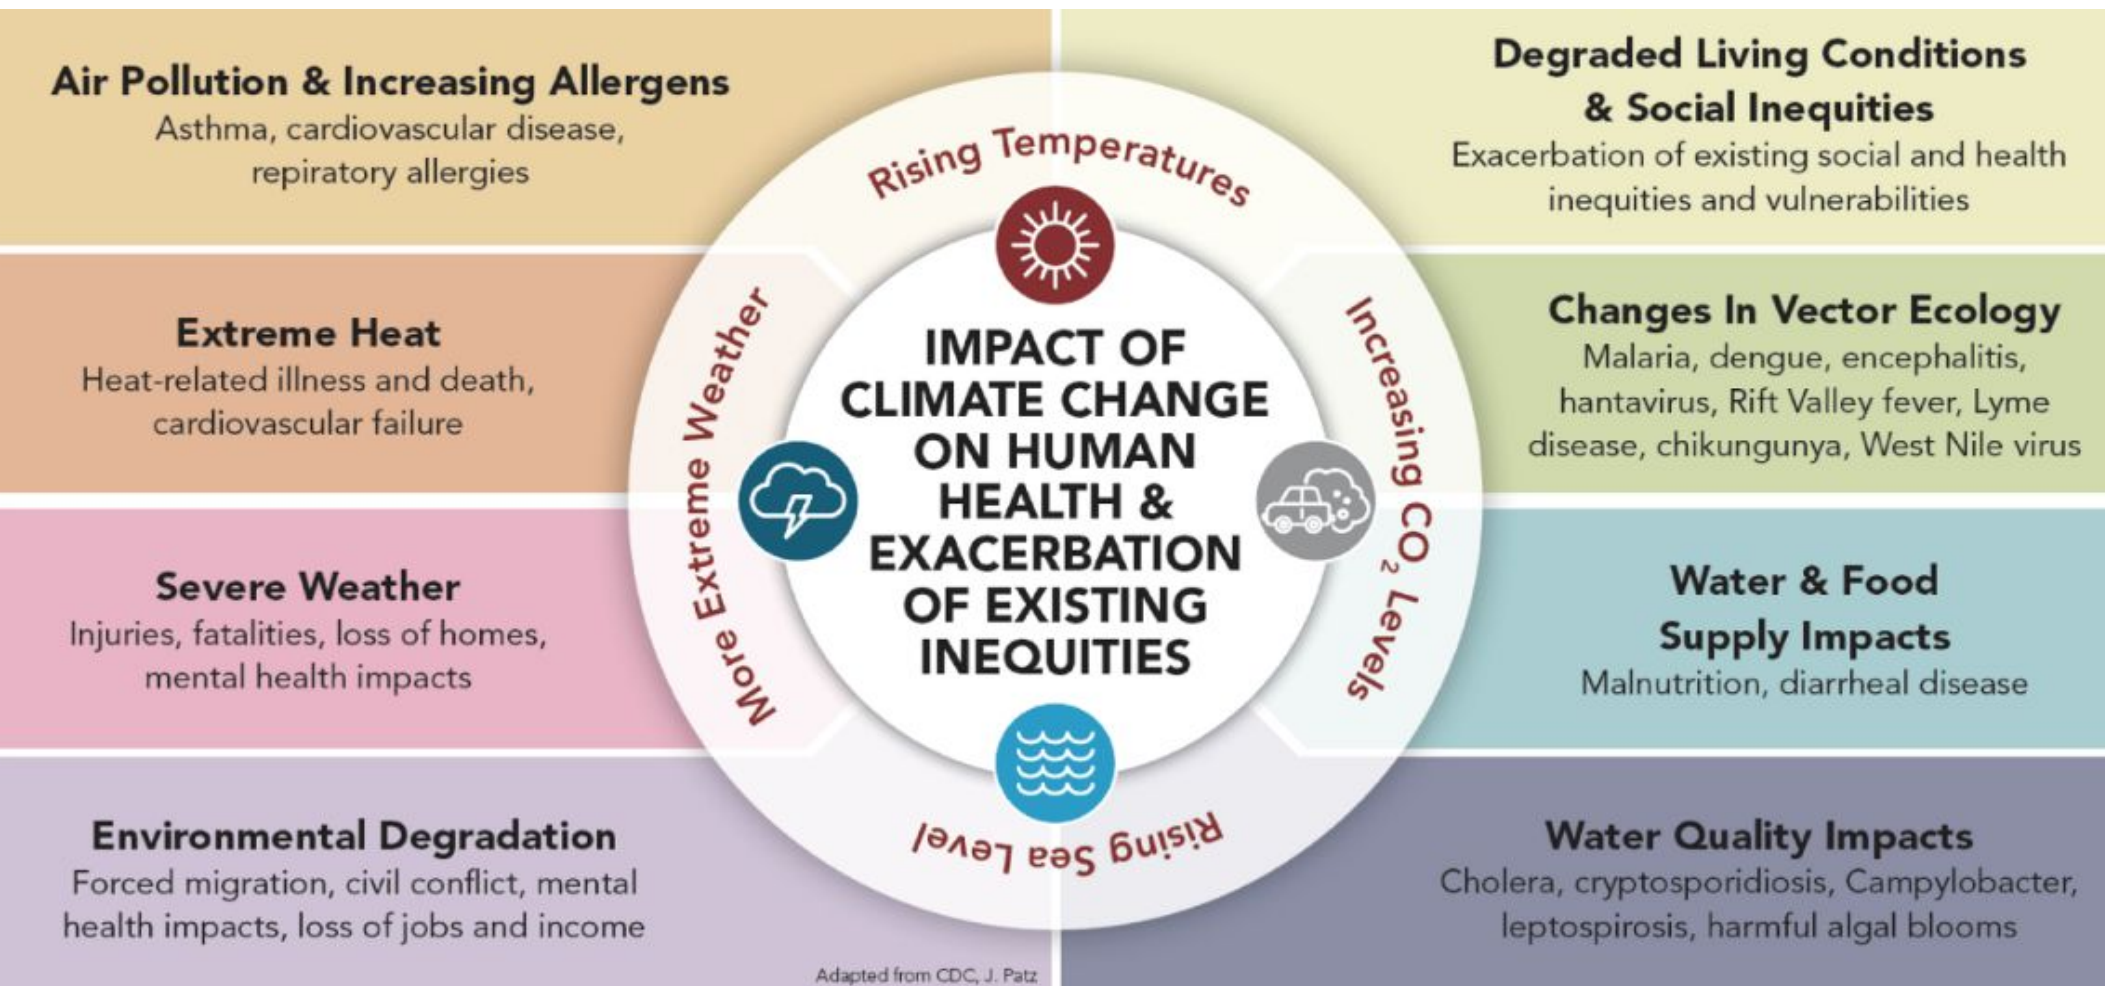 Air Pollution & Increasing Allergens
Asthma, cardiovascular disease,
repiratory allergies
Extreme Heat
Heat-related illness and death,
cardiovascular failure
Severe Weather
Injuries, fatalities, loss of homes,
mental health impacts
Environmental Degradation
Forced migration, civil conflict, mental
health impacts, loss of jobs and income
Rising Temperatures
Increasing CO₂ Levels
Rising Sea Level
More Extreme Weather
IMPACT OF
CLIMATE CHANGE
ON HUMAN
HEALTH &
EXACERBATION
OF EXISTING
INEQUITIES
Degraded Living Conditions
& Social Inequities
Exacerbation of existing social and health
inequities and vulnerabilities
Changes In Vector Ecology
Malaria, dengue, encephalitis,
hantavirus, Rift Valley fever, Lyme
disease, chikungunya, West Nile virus
Water & Food
Supply Impacts
Malnutrition, diarrheal disease
Water Quality Impacts
Cholera, cryptosporidiosis, Campylobacter,
leptospirosis, harmful algal blooms
Adapted from CDC, J. Patz